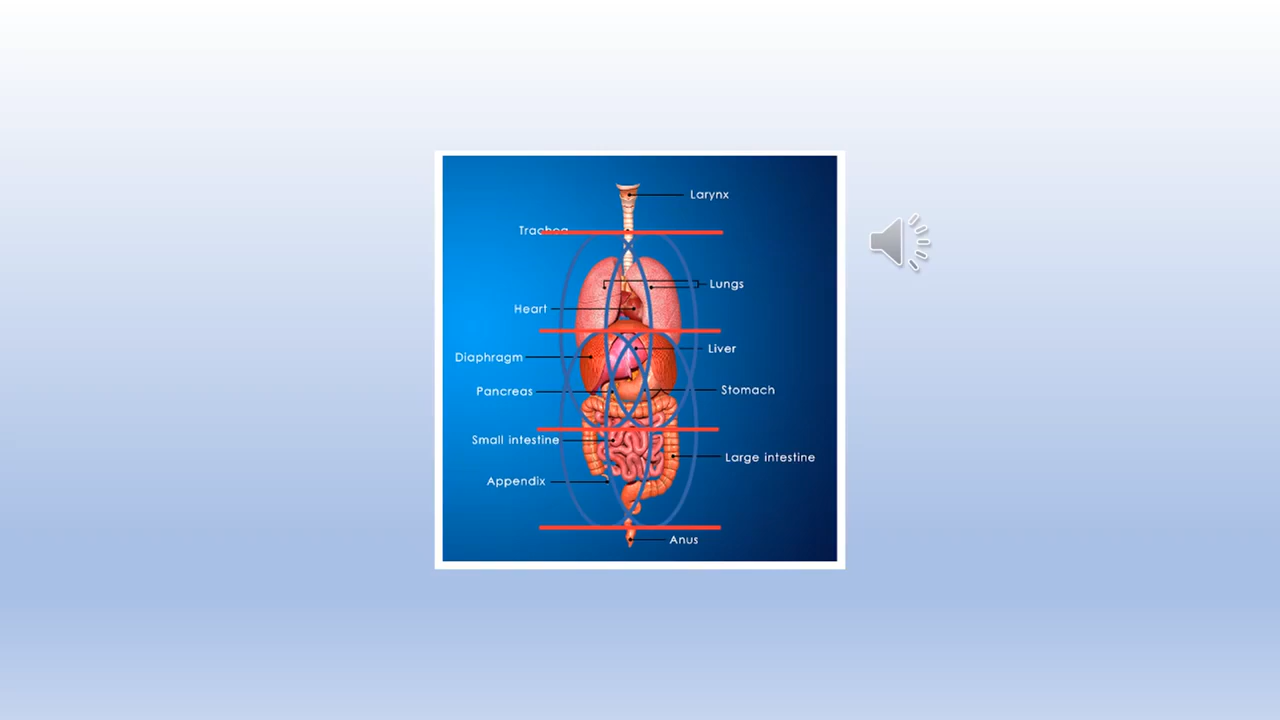 Larynx
Trachea
Lungs
Heart
Liver
Diaphragm
Pancreas
Stomach
Small intestine
Large intestine
Appendix
Anus